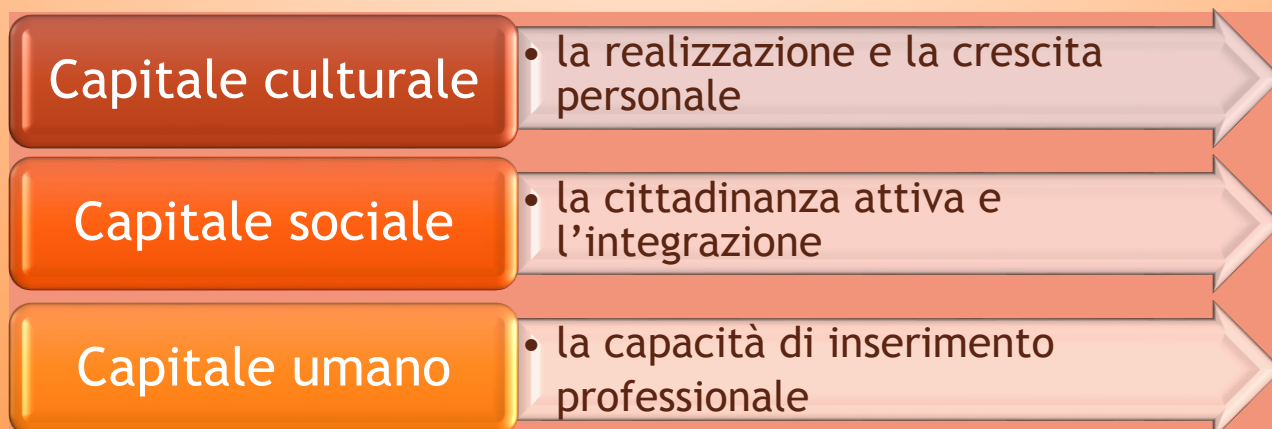 Capitale culturale
• la realizzazione e la crescita
personale
Capitale sociale
• la cittadinanza attiva e
l’integrazione
Capitale umano
• la capacità di inserimento
professionale